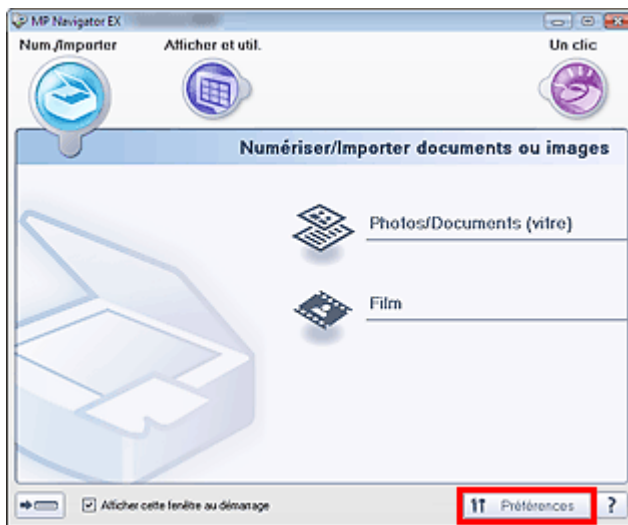 MP Navigator EX
Num./Importer
Afficher et util.
Un clic
Numériser/Importer documents ou images
Photos/Documents (vitre)
Film
Afficher cette fenêtre au démarrage
Préférences
?